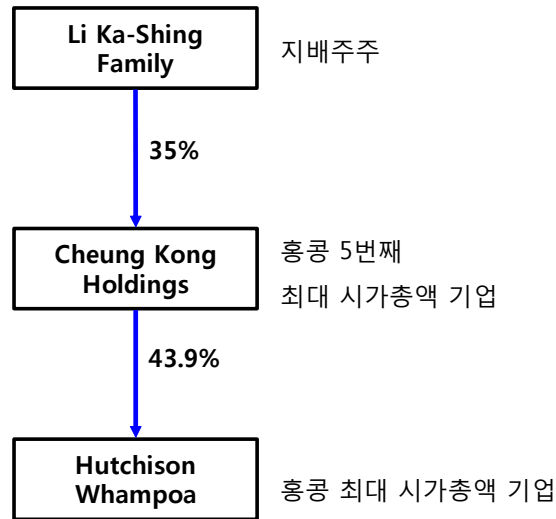 Li Ka-Shing
Family
지배주주
35%
Cheung Kong
Holdings
홍콩 5번째
최대 시가총액 기업
43.9%
Hutchison
Whampoa
홍콩 최대 시가총액 기업